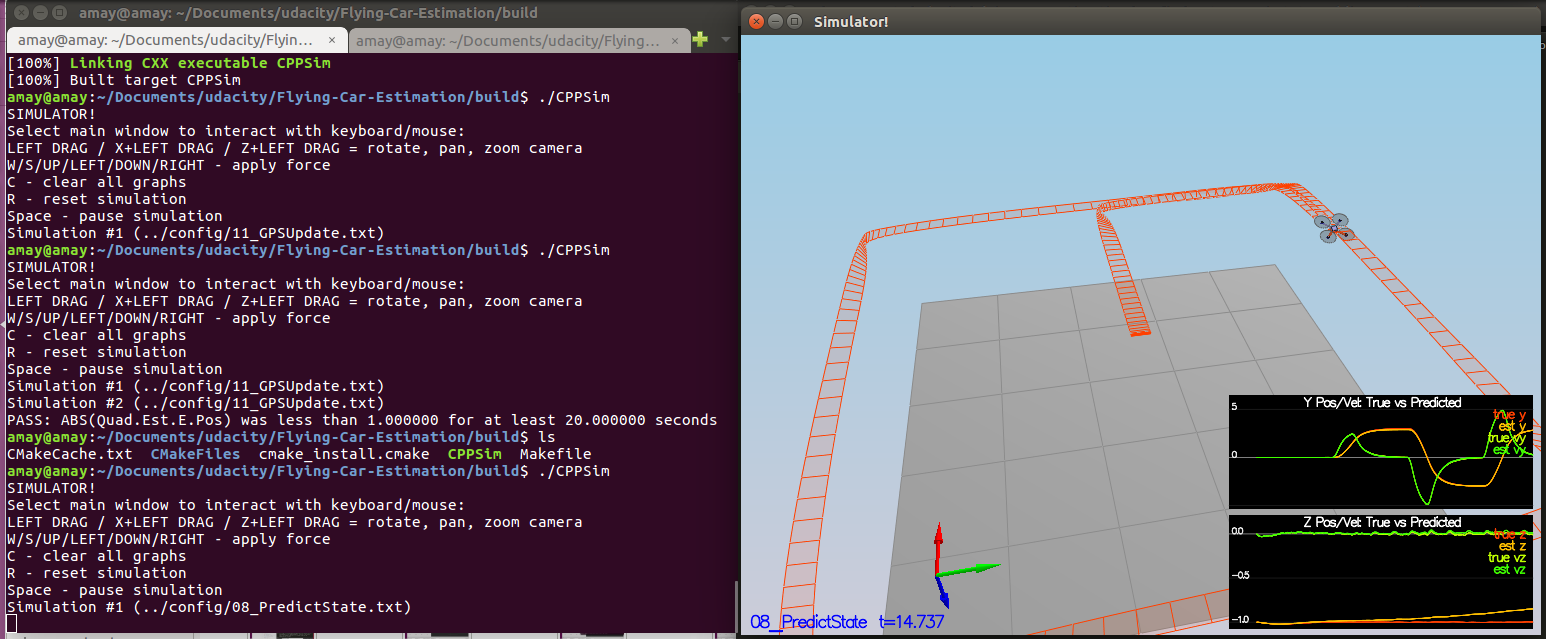 amay@amay: ~/Documents/udacity/Flying-Car-Estimation/build
amay@amay: ~/Documents/udacity/Flyin... ×
amay@amay: ~/Documents/udacity/Flying... ×
[100%] Linking CXX executable CPPSim
[100%] Built target CPPSim
amay@amay:~/Documents/udacity/Flying-Car-Estimation/build$ ./CPPSim
SIMULATOR!
Select main window to interact with keyboard/mouse:
LEFT DRAG / X+LEFT DRAG / Z+LEFT DRAG = rotate, pan, zoom camera
W/S/UP/LEFT/DOWN/RIGHT - apply force
C - clear all graphs
R - reset simulation
Space - pause simulation
Simulation #1 (../config/11_GPSUpdate.txt)
amay@amay:~/Documents/udacity/Flying-Car-Estimation/build$ ./CPPSim
SIMULATOR!
Select main window to interact with keyboard/mouse:
LEFT DRAG / X+LEFT DRAG / Z+LEFT DRAG = rotate, pan, zoom camera
W/S/UP/LEFT/DOWN/RIGHT - apply force
C - clear all graphs
R - reset simulation
Space - pause simulation
Simulation #1 (../config/11_GPSUpdate.txt)
Simulation #2 (../config/11_GPSUpdate.txt)
PASS: ABS(Quad.Est.E.Pos) was less than 1.000000 for at least 20.000000 seconds
amay@amay:~/Documents/udacity/Flying-Car-Estimation/build$ ls
CMakeCache.txt CMakeFiles cmake_install.cmake CPPSim Makefile
amay@amay:~/Documents/udacity/Flying-Car-Estimation/build$ ./CPPSim
SIMULATOR!
Select main window to interact with keyboard/mouse:
LEFT DRAG / X+LEFT DRAG / Z+LEFT DRAG = rotate, pan, zoom camera
W/S/UP/LEFT/DOWN/RIGHT - apply force
C - clear all graphs
R - reset simulation
Space - pause simulation
Simulation #1 (../config/08_PredictState.txt)
Simulator!
Y Pos/Vel: True vs Predicted
5
true y
est y
true vy
est vy
0
Z Pos/Vel: True vs Predicted
0.0
true z
est z
true vz
est vz
-0.5
-1.0
08_PredictState t=14.737